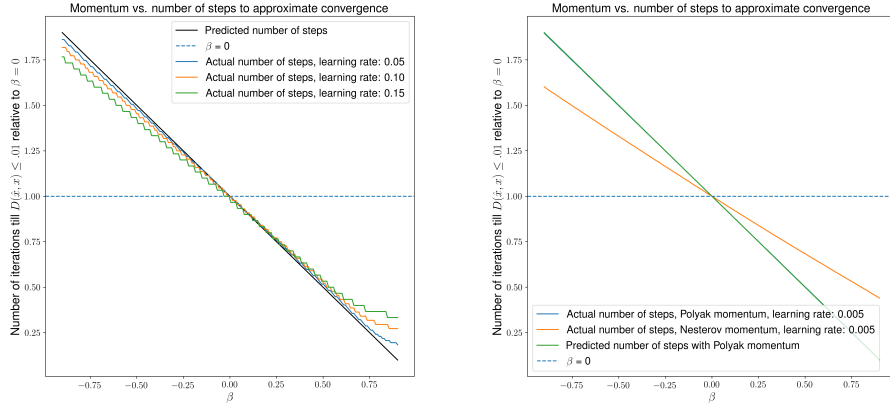 Momentum vs. number of steps to approximate convergence
Number of iterations till D(x̂, x) ≤ .01 relative to β = 0
1.75
1.50
1.25
1.00
0.75
0.50
0.25
Predicted number of steps
β = 0
Actual number of steps, learning rate: 0.05
Actual number of steps, learning rate: 0.10
Actual number of steps, learning rate: 0.15
−0.75 −0.50 −0.25 0.00 0.25 0.50 0.75
β
Momentum vs. number of steps to approximate convergence
Number of iterations till D(x̂, x) ≤ .01 relative to β = 0
1.75
1.50
1.25
1.00
0.75
0.50
0.25
Actual number of steps, Polyak momentum, learning rate: 0.005
Actual number of steps, Nesterov momentum, learning rate: 0.005
Predicted number of steps with Polyak momentum
β = 0
−0.75 −0.50 −0.25 0.00 0.25 0.50 0.75
β